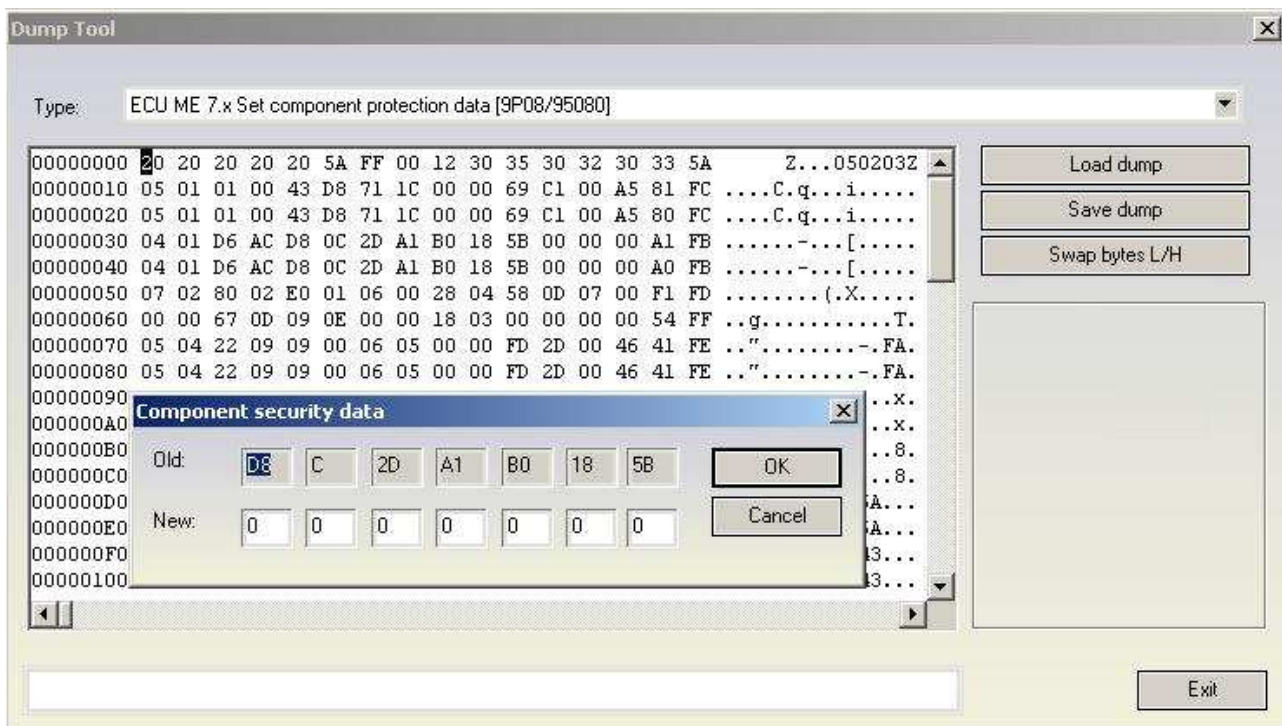 Dump Tool
Type: ECU ME 7.x Set component protection data [9P08/95080]
00000000 20 20 20 20 20 5A FF 00 12 30 35 30 32 30 33 5A      Z...050203Z
00000010 05 01 01 00 43 D8 71 1C 00 00 69 C1 00 A5 81 FC ....C.q...i.....
00000020 05 01 01 00 43 D8 71 1C 00 00 69 C1 00 A5 80 FC ....C.q...i.....
00000030 04 01 D6 AC D8 0C 2D A1 B0 18 5B 00 00 00 A1 FB ......-...[.....
00000040 04 01 D6 AC D8 0C 2D A1 B0 18 5B 00 00 00 A0 FB ......-...[.....
00000050 07 02 80 02 E0 01 06 00 28 04 58 0D 07 00 F1 FD ........(.X.....
00000060 00 00 67 0D 09 0E 00 00 18 03 00 00 00 00 54 FF ..g...........T.
00000070 05 04 22 09 09 00 06 05 00 00 FD 2D 00 46 41 FE .."........-.FA.
00000080 05 04 22 09 09 00 06 05 00 00 FD 2D 00 46 41 FE .."........-.FA.
00000090 ..x.
000000A0 ..x.
000000B0 ..8.
000000C0 ..8.
000000D0 A...
000000E0 A...
000000F0 3...
00000100 3...
Load dump
Save dump
Swap bytes L/H
Component security data
Old: D8 C 2D A1 B0 18 5B
New: 0 0 0 0 0 0 0
OK
Cancel
Exit